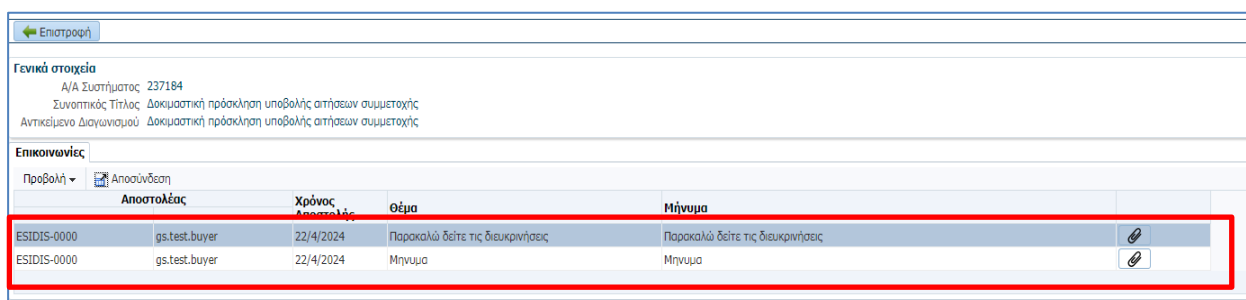 Επιστροφή
Γενικά στοιχεία
Α/Α Συστήματος 237184
Συνοπτικός Τίτλος Δοκιμαστική πρόσκληση υποβολής αιτήσεων συμμετοχής
Αντικείμενο Διαγωνισμού Δοκιμαστική πρόσκληση υποβολής αιτήσεων συμμετοχής
Επικοινωνίες
Προβολή Αποσύνδεση
Αποστολέας Χρόνος Αποστολής Θέμα Μήνυμα
ESIDIS-0000 gs.test.buyer 22/4/2024 Παρακαλώ δείτε τις διευκρινήσεις Παρακαλώ δείτε τις διευκρινήσεις
ESIDIS-0000 gs.test.buyer 22/4/2024 Μηνυμα Μηνυμα